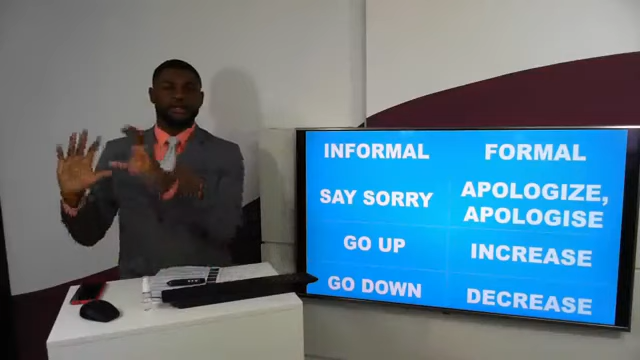 INFORMAL FORMAL
SAY SORRY APOLOGIZE,
APOLOGISE
GO UP INCREASE
GO DOWN DECREASE